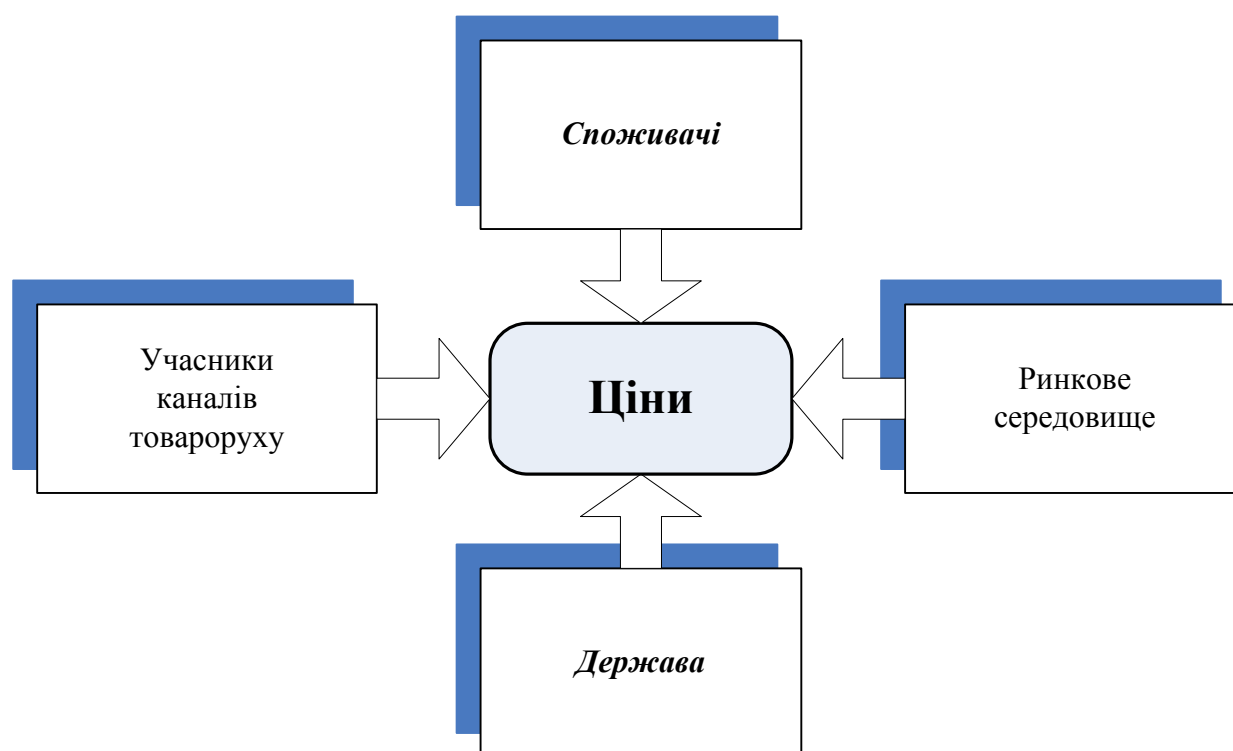 Споживачі
Учасники
каналів
товароруху
Ціни
Ринкове
середовище
Держава